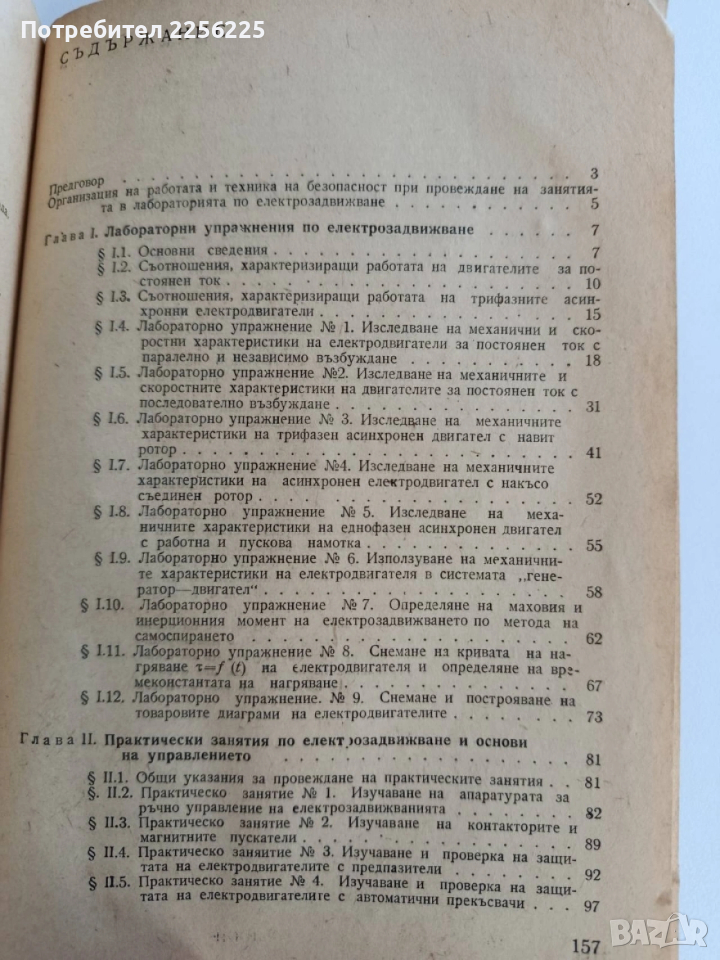 Потребител 2256225
СЪДЪРЖАНИЕ
Предговор . . . . . . . . . . . . . . . . . . . . 3
Организация на работата и техника на безопасност при провеждане на занятия-
та в лабораторията по електрозадвижване . . . . . . . . . . 5
Глава I. Лабораторни упражнения по електрозадвижване . . . . . 7
§ I.1. Основни сведения . . . . . . . . . . . . . . . . 7
§ I.2. Съотношения, характеризиращи работата на двигателите за по-
стоянен ток . . . . . . . . . . . . . . . . . . 10
§ I.3. Съотношения, характеризиращи работата на трифазните асин-
хронни електродвигатели . . . . . . . . . . . . . . 15
§ I.4. Лабораторно упражнение № 1. Изследване на механични и ско-
ростни характеристики на електродвигатели за постоянен ток с
паралелно и независимо възбуждане . . . . . . . . . . 18
§ I.5. Лабораторно упражнение №2. Изследване на механичните и
скоростните характеристики на двигателите за постоянен ток с
последователно възбуждане . . . . . . . . . . . . . 31
§ I.6. Лабораторно упражнение № 3. Изследване на механичните
характеристики на трифазен асинхронен двигател с навит
ротор . . . . . . . . . . . . . . . . . . . . 41
§ I.7. Лабораторно упражнение №4. Изследване на механичните
характеристики на асинхронен електродвигател с накъсо
съединен ротор . . . . . . . . . . . . . . . . . 52
§ I.8. Лабораторно упражнение № 5. Изследване на меха-
ничните характеристики на еднофазен асинхронен двигател
с работна и пускова намотка . . . . . . . . . . . . . 55
§ I.9. Лабораторно упражнение № 6. Използуване на механични-
те характеристики на електродвигателя в системата „гене-
ратор—двигател“ . . . . . . . . . . . . . . . . . 58
§ I.10. Лабораторно упражнение №7. Определяне на маховия и
инерционния момент на електрозадвижването по метода на
самоспирането . . . . . . . . . . . . . . . . . 62
§ I.11. Лабораторно упражнение № 8. Снемане на кривата на на-
гряване τ=f (t) на електродвигателя и определяне на вре-
меконстантата на нагряване . . . . . . . . . . . . . 67
§ I.12. Лабораторно упражнение. № 9. Снемане и построяване на
товаровите диаграми на електродвигателите . . . . . . . . 73
Глава II. Практически занятия по електрозадвижване и основи
на управлението . . . . . . . . . . . . . . . . 81
§ II.1. Общи указания за провеждане на практическите занятия . . 81
§. II.2. Практическо занятие № 1. Изучаване на апаратурата за
ръчно управление на електрозадвижванията . . . . . . . . 82
§ II.3. Практическо занятие № 2. Изучаване на контакторите и
магнитните пускатели . . . . . . . . . . . . . . . 89
§ II.4. Практическо заняитие № 3. Изучаване и проверка на защи-
тата на електродвигателите с предпазители . . . . . . . . 92
§ II.5. Практическо занятие № 4. Изучаване и проверка на защи-
тата на електродвигателите с автоматични прекъсвачи . . . 97
157
BAZAR